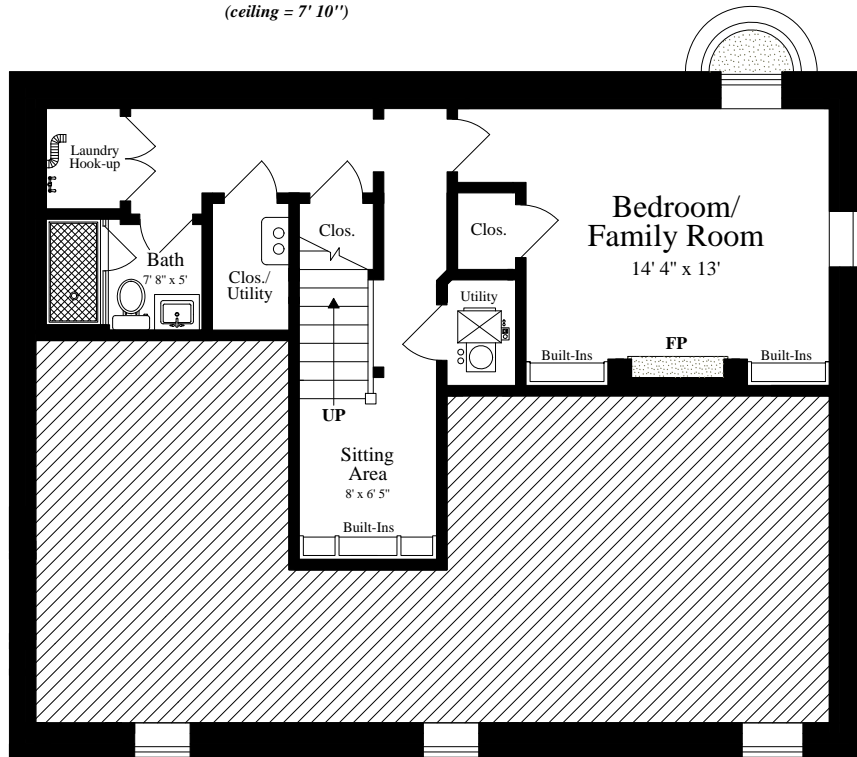 (ceiling = 7' 10")
Laundry
Hook-up
Bath
7' 8" x 5'
Clos./
Utility
Clos.
Clos.
Bedroom/
Family Room
14' 4" x 13'
Utility
Built-Ins
FP
Built-Ins
UP
Sitting
Area
8' x 6' 5"
Built-Ins